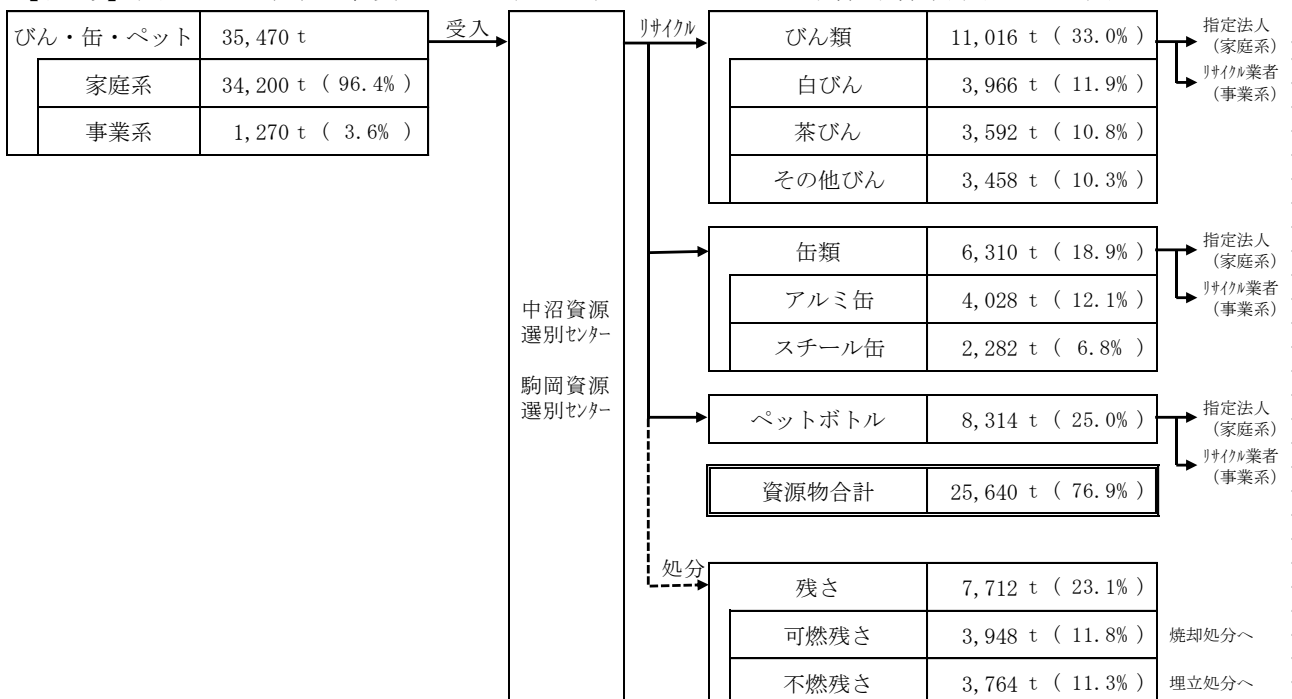 びん・缶・ペット 35,470 t
家庭系 34,200 t ( 96.4% )
事業系 1,270 t ( 3.6% )
受入
中沼資源
選別ｾﾝﾀｰ
駒岡資源
選別ｾﾝﾀｰ
ﾘｻｲｸﾙ
びん類 11,016 t ( 33.0% )
白びん 3,966 t ( 11.9% )
茶びん 3,592 t ( 10.8% )
その他びん 3,458 t ( 10.3% )
指定法人
（家庭系）
ﾘｻｲｸﾙ業者
（事業系）
缶類 6,310 t ( 18.9% )
アルミ缶 4,028 t ( 12.1% )
スチール缶 2,282 t ( 6.8% )
指定法人
（家庭系）
ﾘｻｲｸﾙ業者
（事業系）
ペットボトル 8,314 t ( 25.0% )
指定法人
（家庭系）
ﾘｻｲｸﾙ業者
（事業系）
資源物合計 25,640 t ( 76.9% )
処分
残さ 7,712 t ( 23.1% )
可燃残さ 3,948 t ( 11.8% ) 焼却処分へ
不燃残さ 3,764 t ( 11.3% ) 埋立処分へ